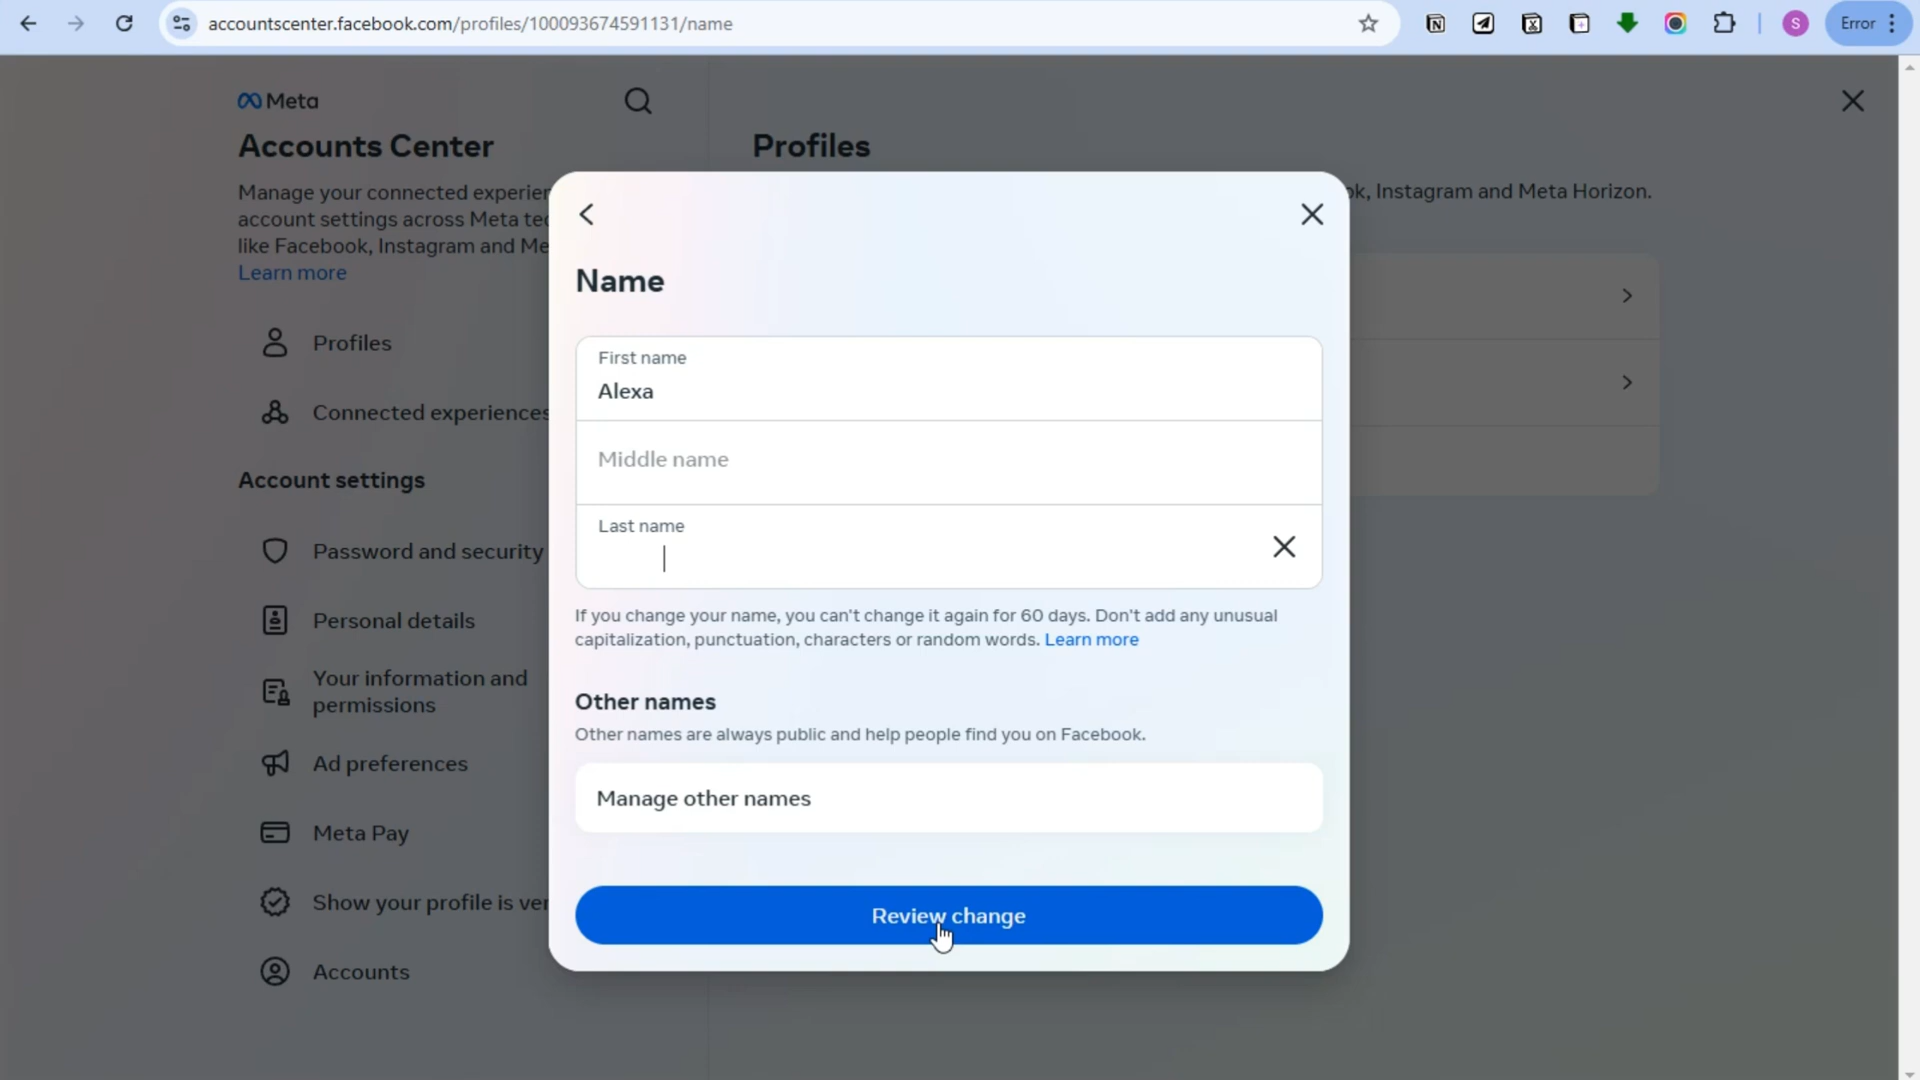 accountscenter.facebook.com/profiles/100093674591131/name
S
Error
Meta
Accounts Center
Manage your connected experien
account settings across Meta tec
like Facebook, Instagram and Me
Learn more
Profiles
Connected experiences
Account settings
Password and security
Personal details
Your information and
permissions
Ad preferences
Meta Pay
Show your profile is ver
Accounts
Profiles
ok, Instagram and Meta Horizon.
Name
First name
Alexa
Middle name
Last name
If you change your name, you can't change it again for 60 days. Don't add any unusual
capitalization, punctuation, characters or random words. Learn more
Other names
Other names are always public and help people find you on Facebook.
Manage other names
Review change